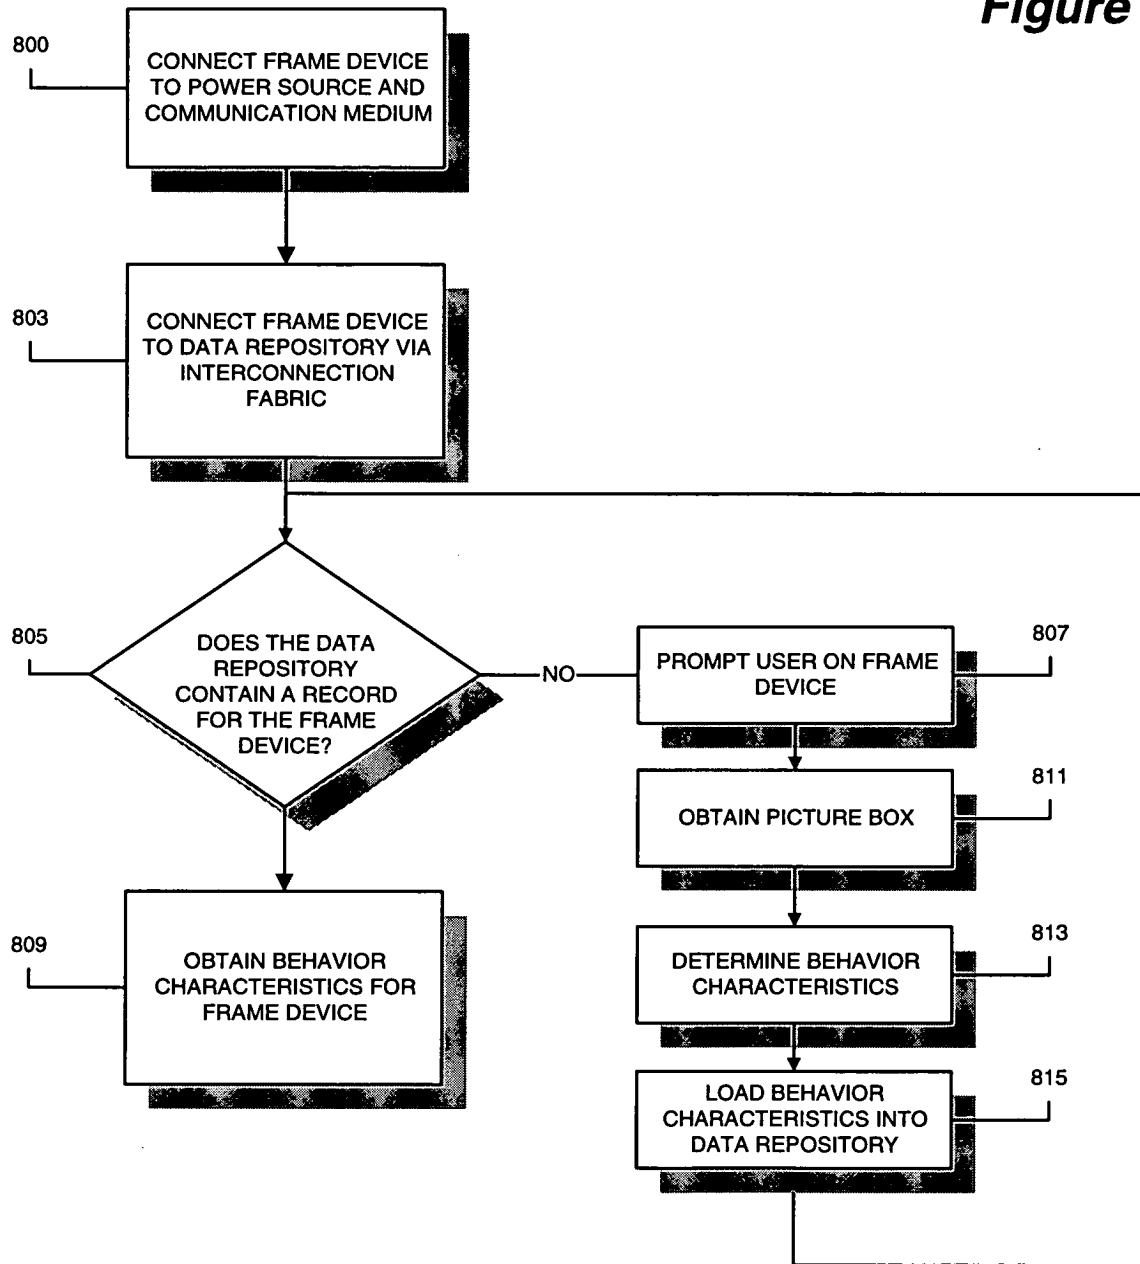 Figure
800
CONNECT FRAME DEVICE
TO POWER SOURCE AND
COMMUNICATION MEDIUM
803
CONNECT FRAME DEVICE
TO DATA REPOSITORY VIA
INTERCONNECTION
FABRIC
805
DOES THE DATA
REPOSITORY
CONTAIN A RECORD
FOR THE FRAME
DEVICE?
NO
PROMPT USER ON FRAME
DEVICE
807
OBTAIN PICTURE BOX
811
809
OBTAIN BEHAVIOR
CHARACTERISTICS FOR
FRAME DEVICE
DETERMINE BEHAVIOR
CHARACTERISTICS
813
LOAD BEHAVIOR
CHARACTERISTICS INTO
DATA REPOSITORY
815